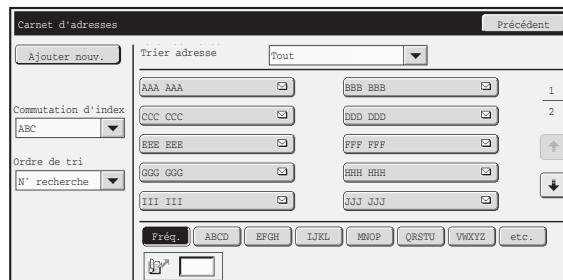 Carnet d'adresses
Précédent
Ajouter nouv.
Trier adresse
Tout
AAA AAA
BBB BBB
1
Commutation d'index
CCC CCC
DDD DDD
2
ABC
EEE EEE
FFF FFF
Ordre de tri
GGG GGG
HHH HHH
N° recherche
III III
JJJ JJJ
Fréq.
ABCD
EFGH
IJKL
MNOP
QRSTU
VWXYZ
etc.